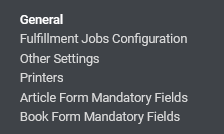 General
Fulfillment Jobs Configuration
Other Settings
Printers
Article Form Mandatory Fields
Book Form Mandatory Fields